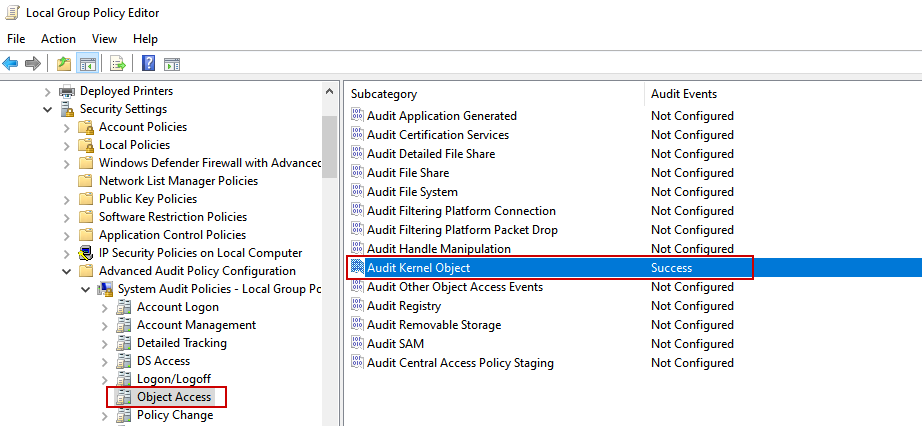 Local Group Policy Editor
File Action View Help
Deployed Printers
Security Settings
Account Policies
Local Policies
Windows Defender Firewall with Advanced
Network List Manager Policies
Public Key Policies
Software Restriction Policies
Application Control Policies
IP Security Policies on Local Computer
Advanced Audit Policy Configuration
System Audit Policies - Local Group Po
Account Logon
Account Management
Detailed Tracking
DS Access
Logon/Logoff
Object Access
Policy Change
Subcategory Audit Events
Audit Application Generated Not Configured
Audit Certification Services Not Configured
Audit Detailed File Share Not Configured
Audit File Share Not Configured
Audit File System Not Configured
Audit Filtering Platform Connection Not Configured
Audit Filtering Platform Packet Drop Not Configured
Audit Handle Manipulation Not Configured
Audit Kernel Object Success
Audit Other Object Access Events Not Configured
Audit Registry Not Configured
Audit Removable Storage Not Configured
Audit SAM Not Configured
Audit Central Access Policy Staging Not Configured